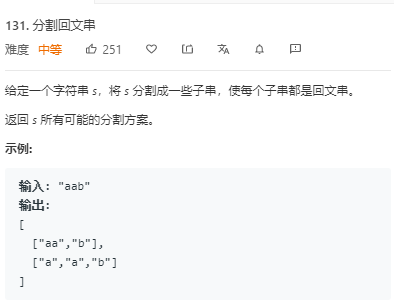 131. 分割回文串
难度 中等 251
给定一个字符串 s，将 s 分割成一些子串，使每个子串都是回文串。
返回 s 所有可能的分割方案。
示例:
输入: "aab"
输出:
[
["aa","b"],
["a","a","b"]
]